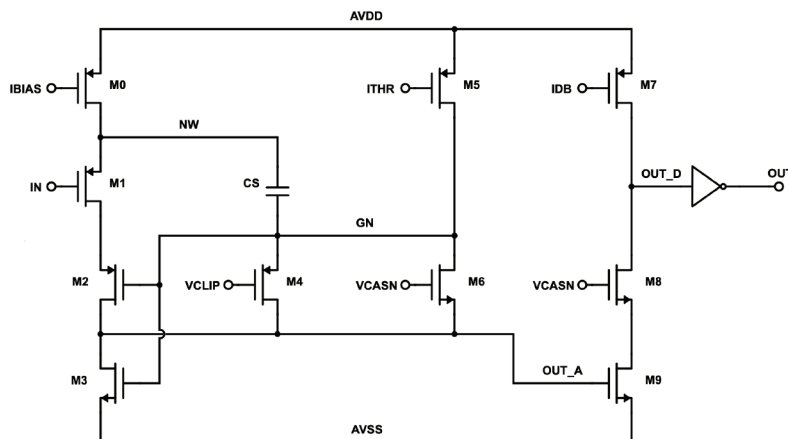 AVDD
IBIAS
M0
ITHR
M5
IDB
M7
NW
IN
M1
CS
OUT_D
OUT
GN
M2
VCLIP
M4
VCASN
M6
VCASN
M8
M3
OUT_A
M9
AVSS